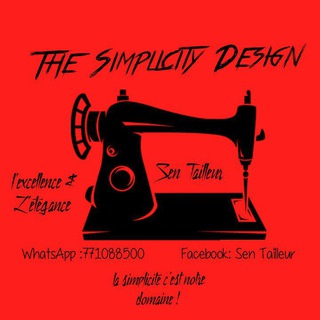 The Simplicity Design
l'excellence &
L'élégance
Sen Tailleur
WhatsApp :771088500
Facebook: Sen Tailleur
la simplicité c'est notre
domaine !